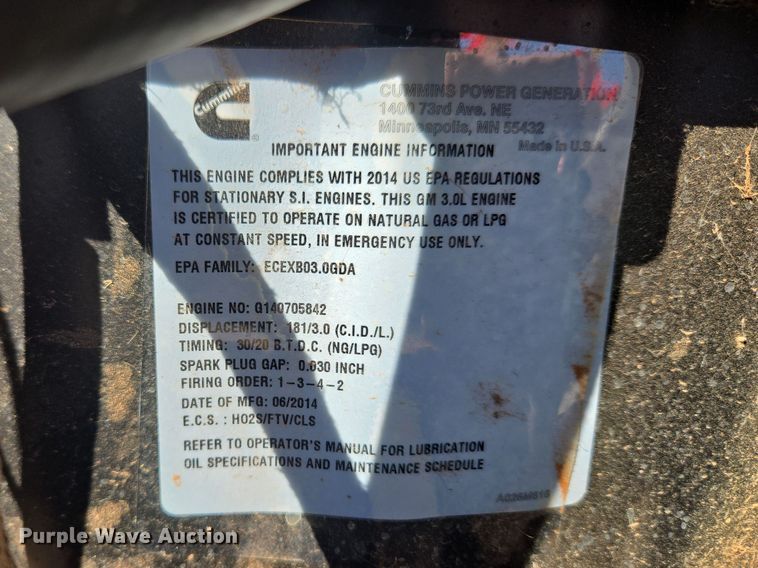 Cummins
®
CUMMINS POWER GENERATION
1400 73rd Ave. NE
Minneapolis, MN 55432
Made in U.S.A.
IMPORTANT ENGINE INFORMATION
THIS ENGINE COMPLIES WITH 2014 US EPA REGULATIONS
FOR STATIONARY S.I. ENGINES. THIS GM 3.0L ENGINE
IS CERTIFIED TO OPERATE ON NATURAL GAS OR LPG
AT CONSTANT SPEED, IN EMERGENCY USE ONLY.
EPA FAMILY: ECEXB03.0GDA
ENGINE NO: G140705842
DISPLACEMENT: 181/3.0 (C.I.D./L.)
TIMING: 30/20 B.T.D.C. (NG/LPG)
SPARK PLUG GAP: 0.030 INCH
FIRING ORDER: 1-3-4-2
DATE OF MFG: 06/2014
E.C.S. : HO2S/FTV/CLS
REFER TO OPERATOR'S MANUAL FOR LUBRICATION
OIL SPECIFICATIONS AND MAINTENANCE SCHEDULE
Purple Wave Auction®